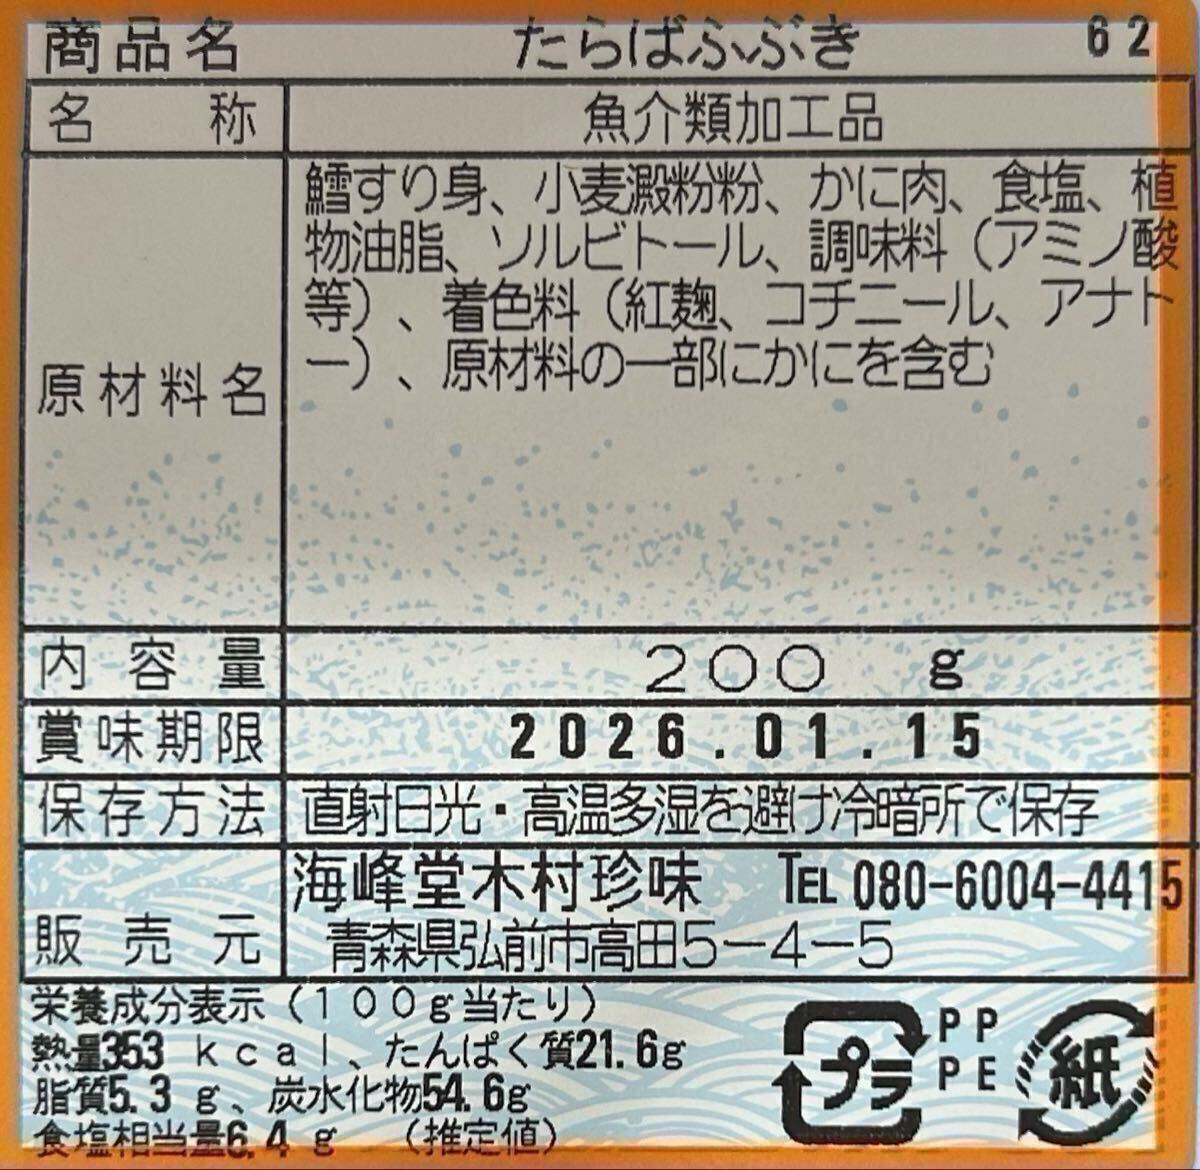 商品名 たらばふぶき 62
名称 魚介類加工品
原材料名 鱈すり身、小麦澱粉粉、かに肉、食塩、植
物油脂、ソルビトール、調味料（アミノ酸
等）、着色料（紅麹、コチニール、アナト
ー）、原材料の一部にかにを含む
内容量 200 g
賞味期限 2026.01.15
保存方法 直射日光・高温多湿を避け冷暗所で保存
販売元 海峰堂木村珍味 TEL 080-6004-4415
青森県弘前市高田5－4－5
栄養成分表示（100g当たり）
熱量353 kcal、たんぱく質21.6g
脂質5.3 g、炭水化物54.6g
食塩相当量6.4 g （推定値）
プラ PP
PE
紙